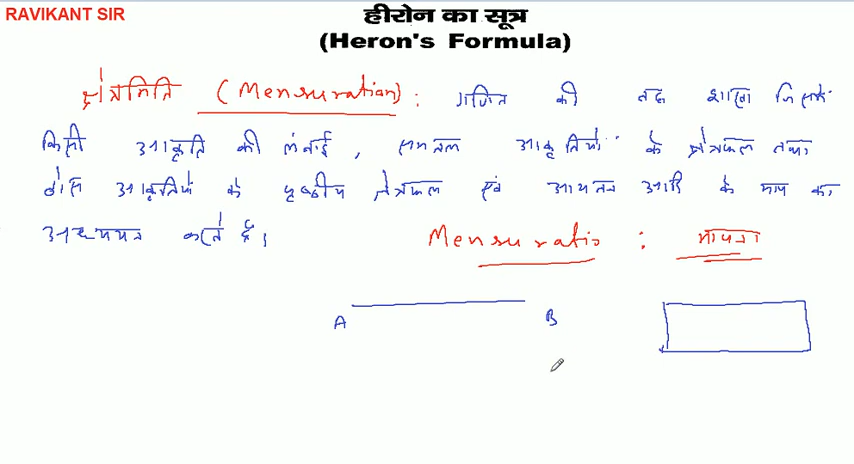 RAVIKANT SIR
हीरोन का सूत्र
(Heron's Formula)
क्षेत्रमिति (Mensuration) : गणित की वह शाखा जिसमें
किसी आकृति की लंबाई, समतल आकृतियों के क्षेत्रफल तथा
ठोस आकृतियों के पृष्ठीय क्षेत्रफल एवं आयतन आदि के माप का
अध्ययन करते हैं।
Mensuratio : मापना
A B